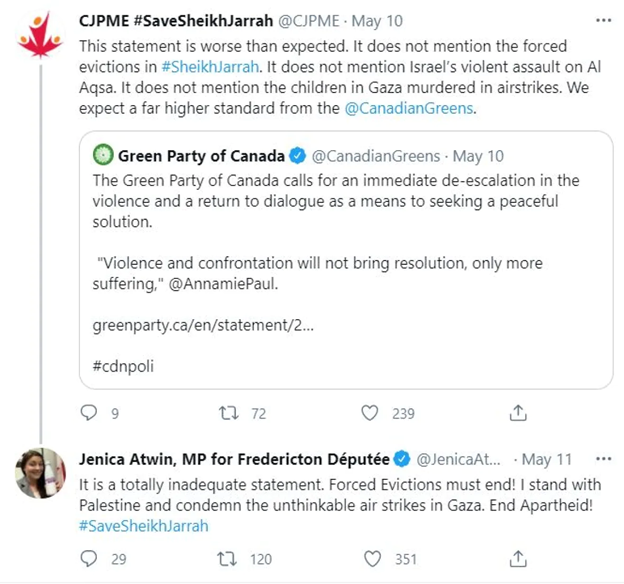 CJPME #SaveSheikhJarrah @CJPME · May 10 ...
This statement is worse than expected. It does not mention the forced
evictions in #SheikhJarrah. It does not mention Israel's violent assault on Al
Aqsa. It does not mention the children in Gaza murdered in airstrikes. We
expect a far higher standard from the @CanadianGreens.
Green Party of Canada @CanadianGreens · May 10
The Green Party of Canada calls for an immediate de-escalation in the
violence and a return to dialogue as a means to seeking a peaceful
solution.
"Violence and confrontation will not bring resolution, only more
suffering," @AnnamiePaul.
greenparty.ca/en/statement/2...
#cdnpoli
9 72 239
Jenica Atwin, MP for Fredericton Députée @JenicaAt... · May 11 ...
It is a totally inadequate statement. Forced Evictions must end! I stand with
Palestine and condemn the unthinkable air strikes in Gaza. End Apartheid!
#SaveSheikhJarrah
29 120 351